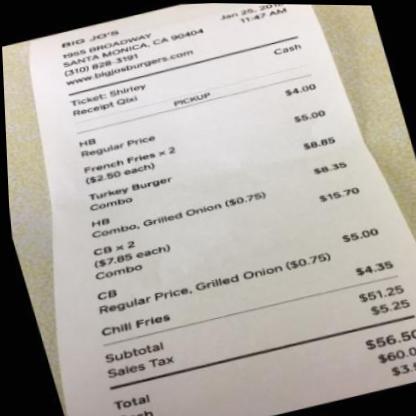 BIG JO'S
1955 BROADWAY
SANTA MONICA, CA 90404
(310) 828-3191
www.bigjosburgers.com
Jan 25, 201
11:47 AM
Cash
Ticket: Shirley
Receipt Qixi
PICKUP
HB $4.00
Regular Price
French Fries × 2 $5.00
($2.50 each)
Turkey Burger $8.85
Combo
HB $8.35
Combo, Grilled Onion ($0.75)
CB × 2 $15.70
($7.85 each)
Combo
CB $5.00
Regular Price, Grilled Onion ($0.75)
Chili Fries $4.35
Subtotal $51.25
Sales Tax $5.25
Total $56.50
$60.0
$3.